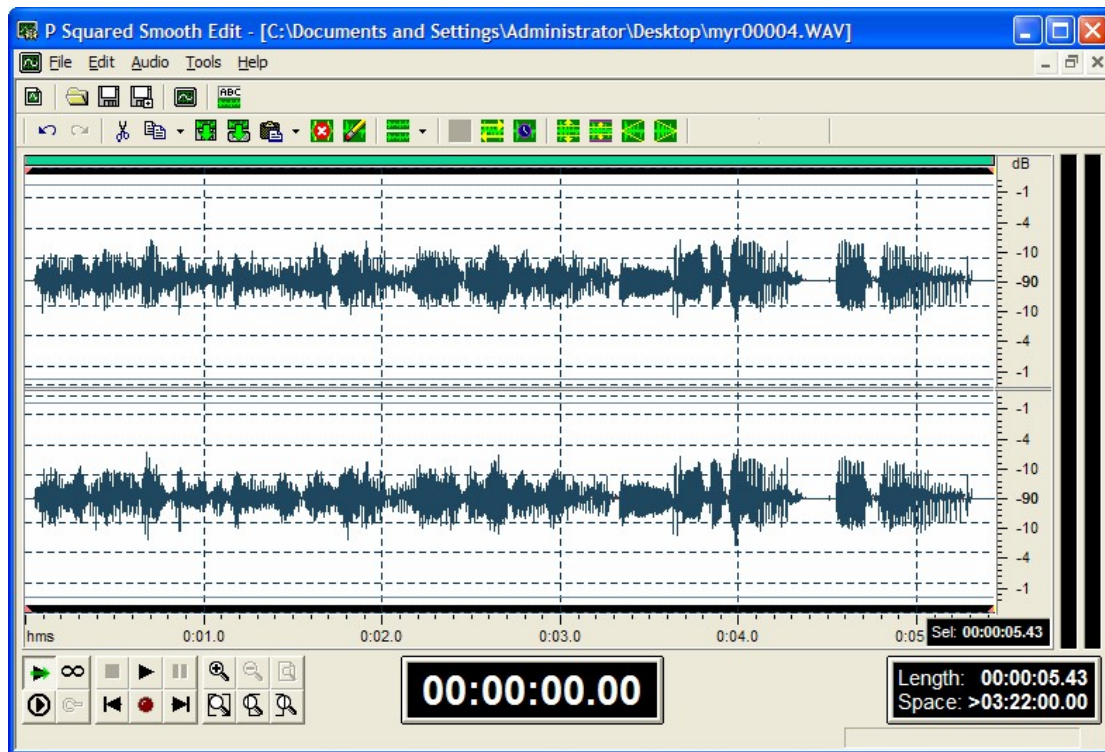 P Squared Smooth Edit - [C:\Documents and Settings\Administrator\Desktop\myr00004.WAV]
File Edit Audio Tools Help
ABC
dB
-1
-4
-10
-90
-10
-4
-1
-1
-4
-10
-90
-10
-4
-1
hms 0:01.0 0:02.0 0:03.0 0:04.0 0:05 Sel: 00:00:05.43
00:00:00.00
Length: 00:00:05.43
Space: >03:22:00.00